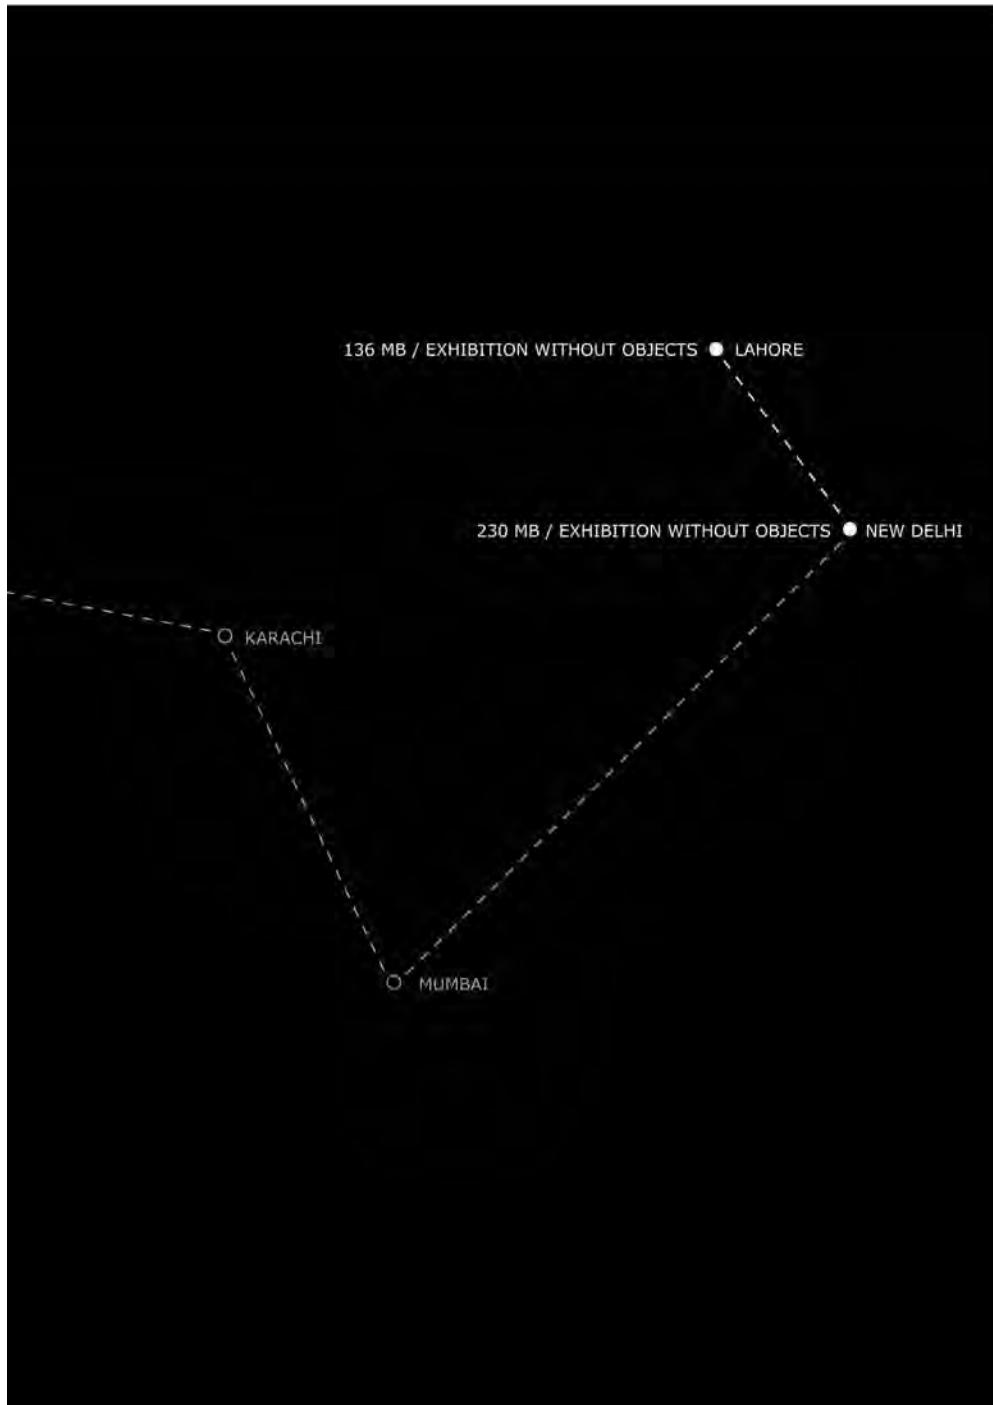 136 MB / EXHIBITION WITHOUT OBJECTS LAHORE
230 MB / EXHIBITION WITHOUT OBJECTS NEW DELHI
KARACHI
MUMBAI